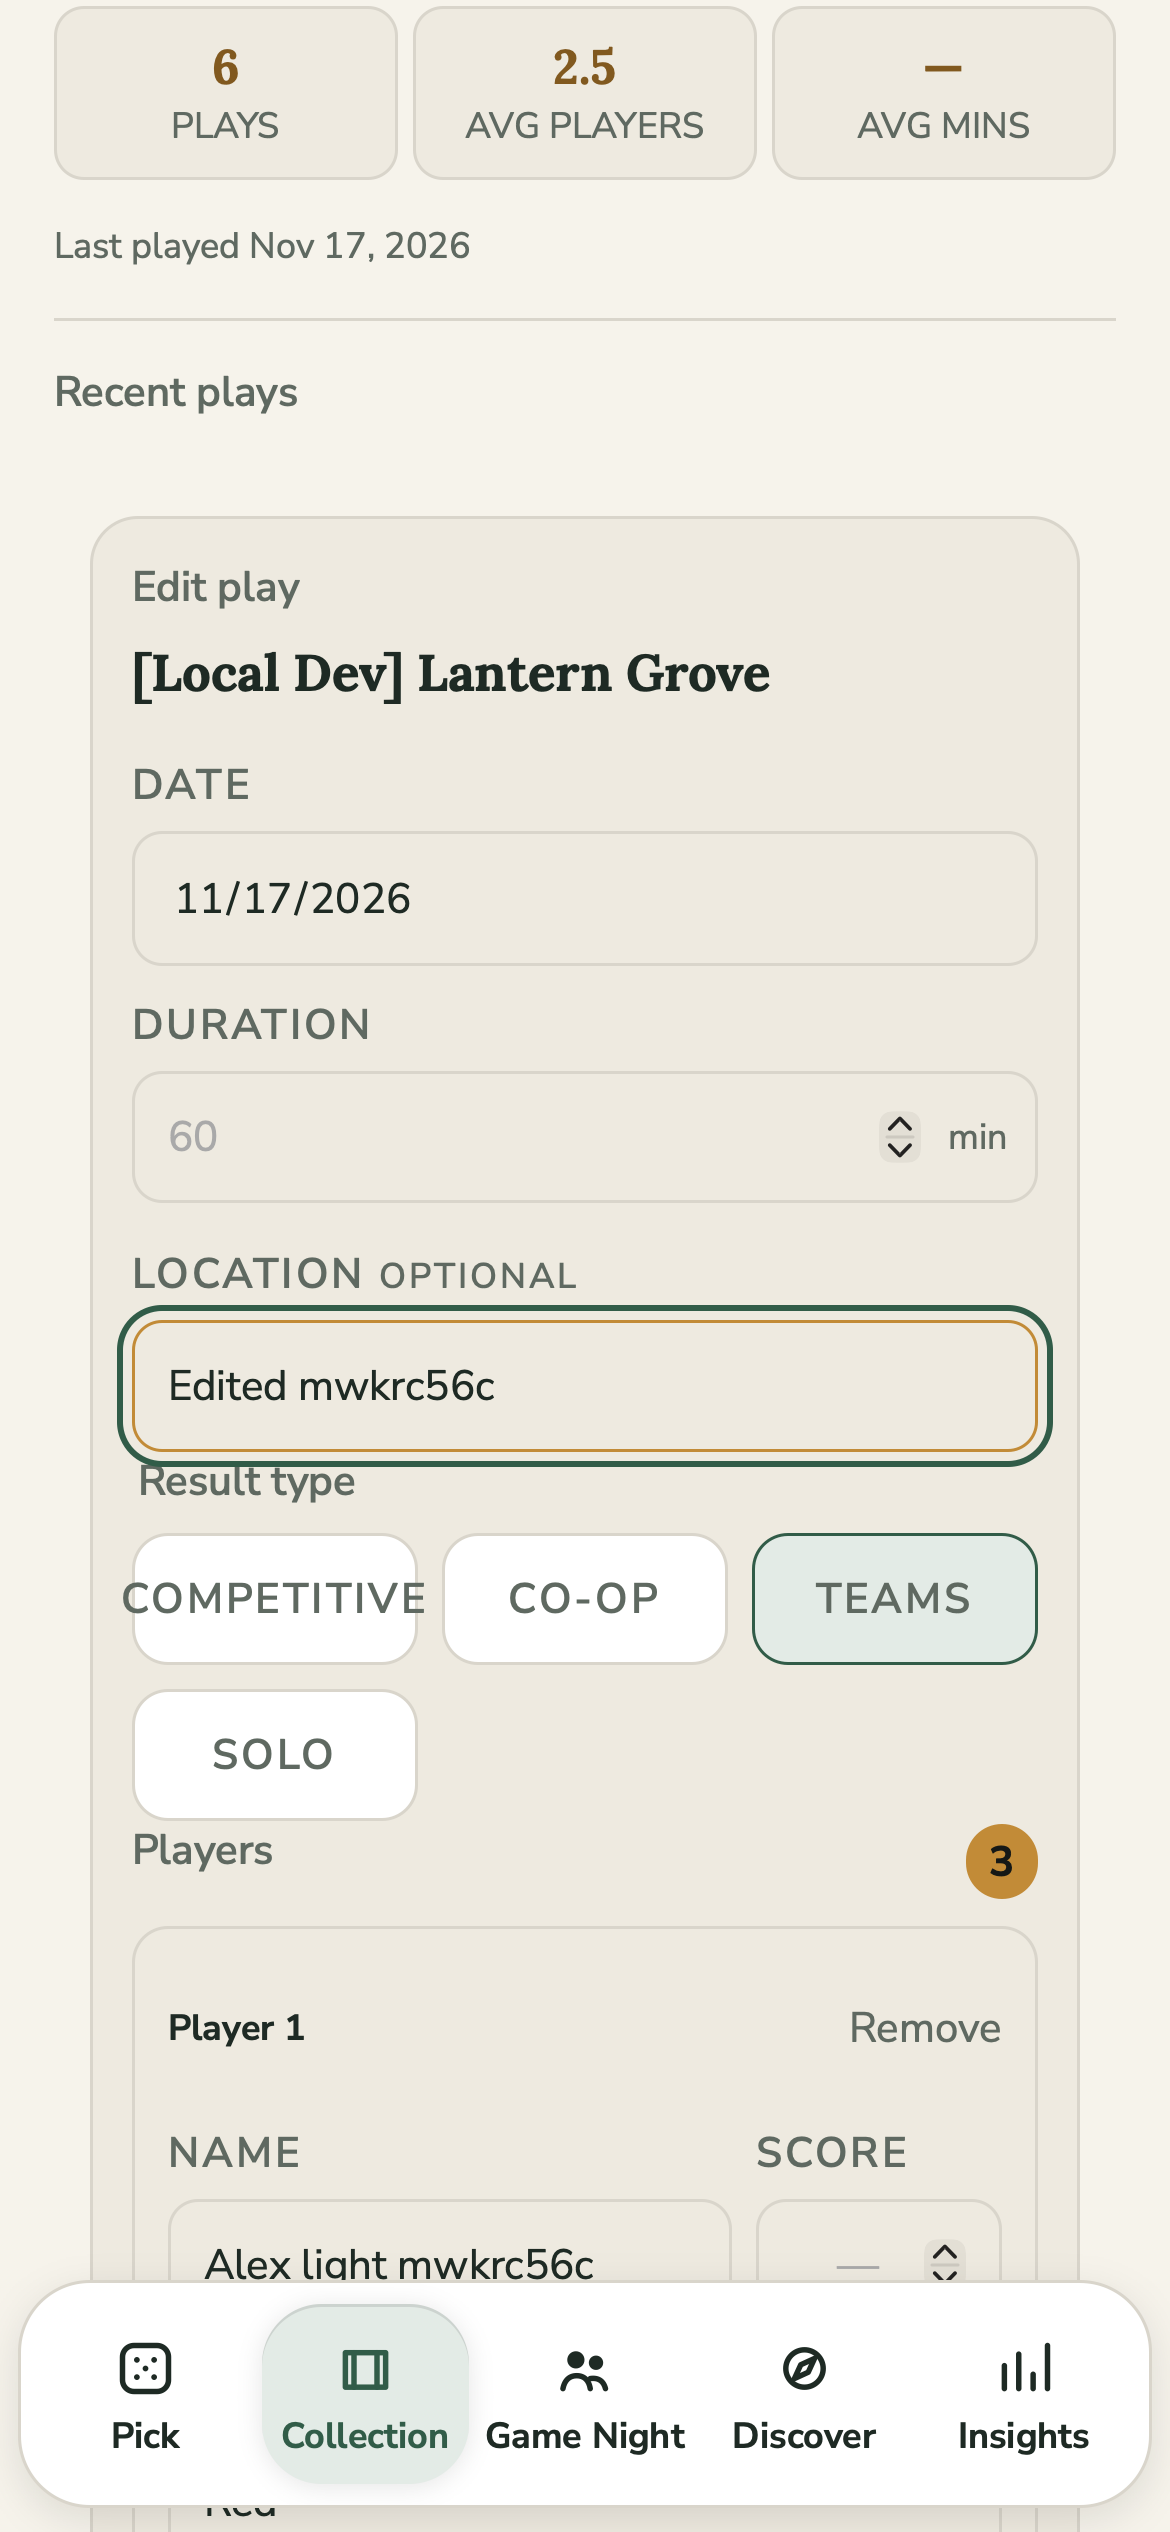 6
PLAYS
2.5
AVG PLAYERS
—
AVG MINS
Last played Nov 17, 2026
Recent plays
Edit play
[Local Dev] Lantern Grove
DATE
11/17/2026
DURATION
60
min
LOCATION OPTIONAL
Edited mwkrc56c
Result type
COMPETITIVE
CO-OP
TEAMS
SOLO
Players
3
Player 1
Remove
NAME
SCORE
Alex light mwkrc56c
—
Pick
Collection
Game Night
Discover
Insights
Red